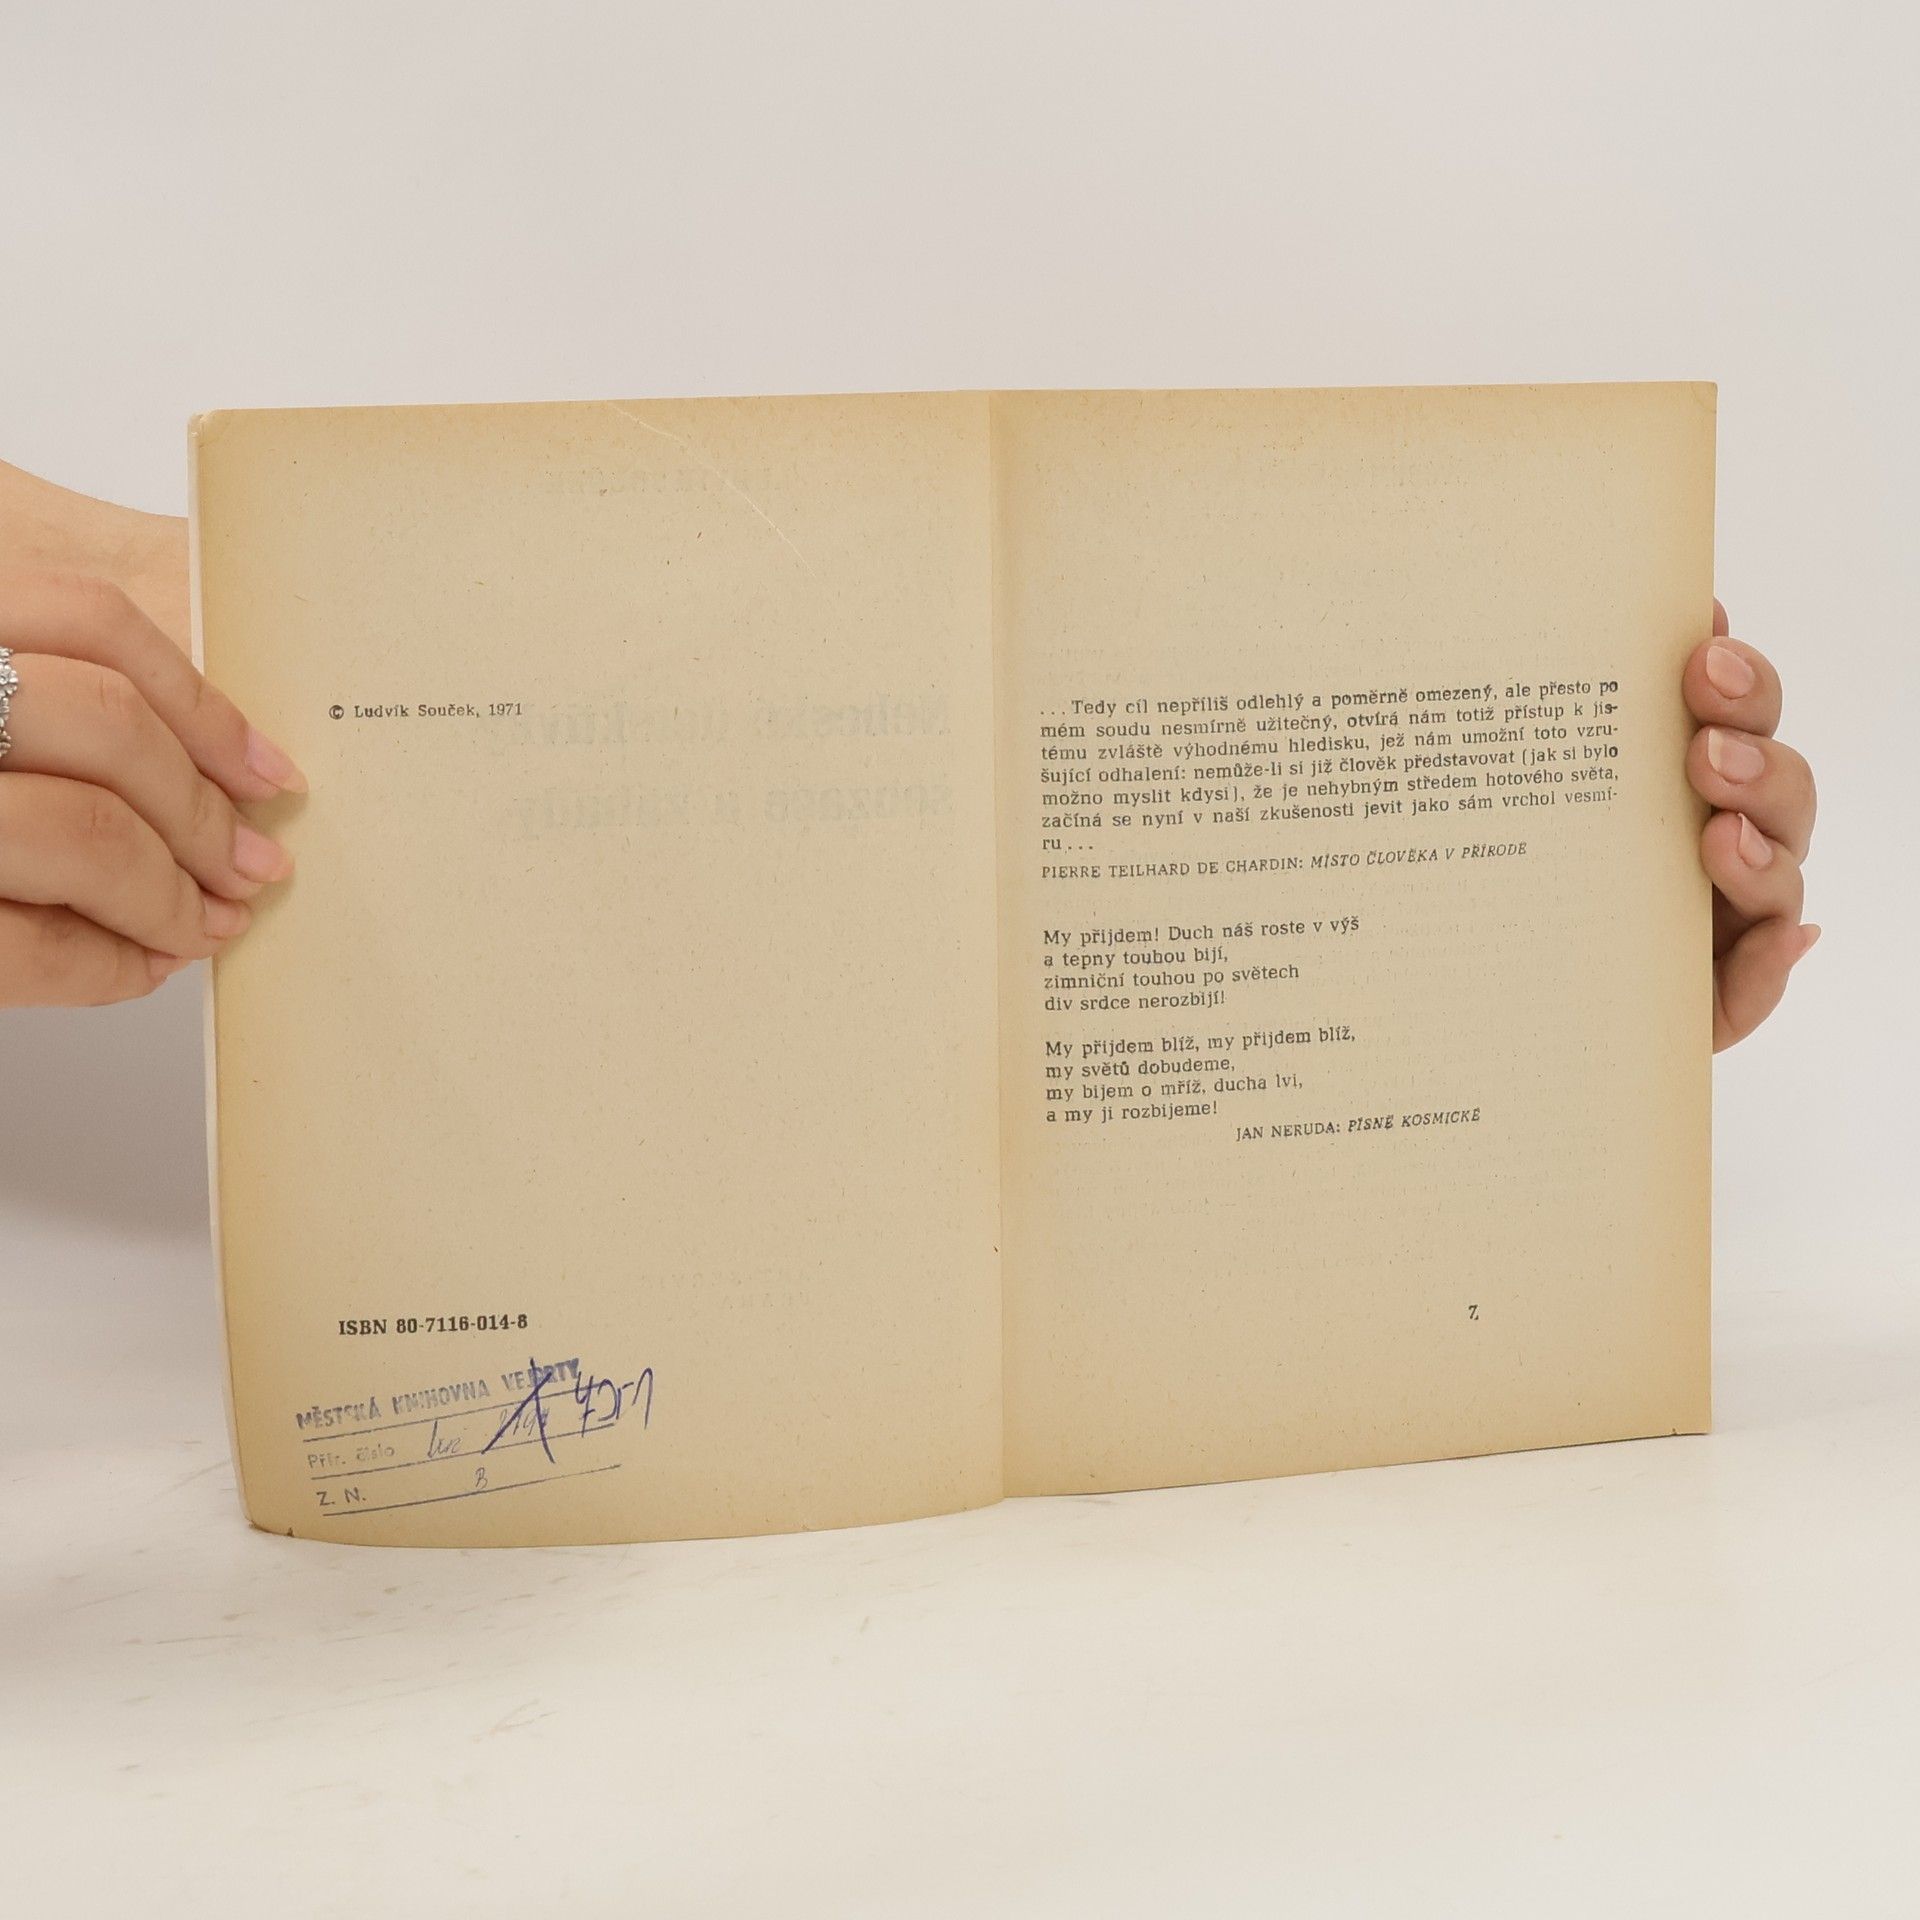 © Ludvík Souček, 1971
ISBN 80-7116-014-8
MĚSTSKÁ KNIHOVNA VEJPRTY
Přír. číslo
Z. N. B
...Tedy cíl nepříliš odlehlý a poměrně omezený, ale přesto po
mém soudu nesmírně užitečný, otvírá nám totiž přístup k jis-
tému zvláště výhodnému hledisku, jež nám umožní toto vzru-
šující odhalení: nemůže-li si již člověk představovat (jak si bylo
možno myslit kdysi), že je nehybným středem hotového světa,
začíná se nyní v naší zkušenosti jevit jako sám vrchol vesmí-
ru...
PIERRE TEILHARD DE CHARDIN: MÍSTO ČLOVĚKA V PŘÍRODĚ
My přijdem! Duch náš roste v výš
a tepny touhou bijí,
zimniční touhou po světech
div srdce nerozbijí!
My přijdem blíž, my přijdem blíž,
my světů dobudeme,
my bijem o mříž, ducha lvi,
a my ji rozbijeme!
JAN NERUDA: PÍSNĚ KOSMICKÉ
7